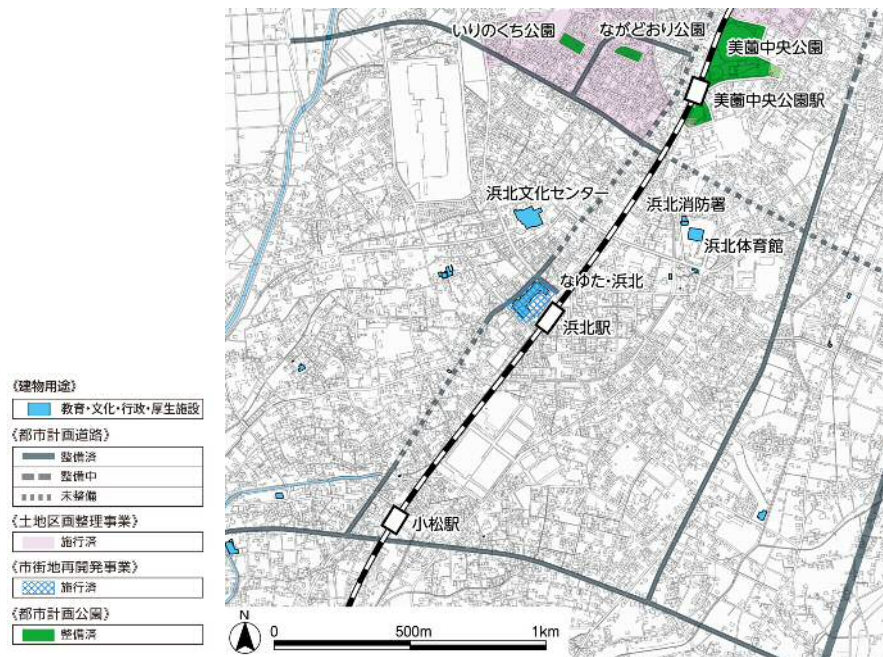 いりのくち公園
ながどおり公園
美薗中央公園
美薗中央公園駅
浜北文化センター
浜北消防署
浜北体育館
なゆた・浜北
浜北駅
小松駅
《建物用途》
教育・文化・行政・厚生施設
《都市計画道路》
整備済
整備中
未整備
《土地区画整理事業》
施行済
《市街地再開発事業》
施行済
《都市計画公園》
整備済
N
0 500m 1km